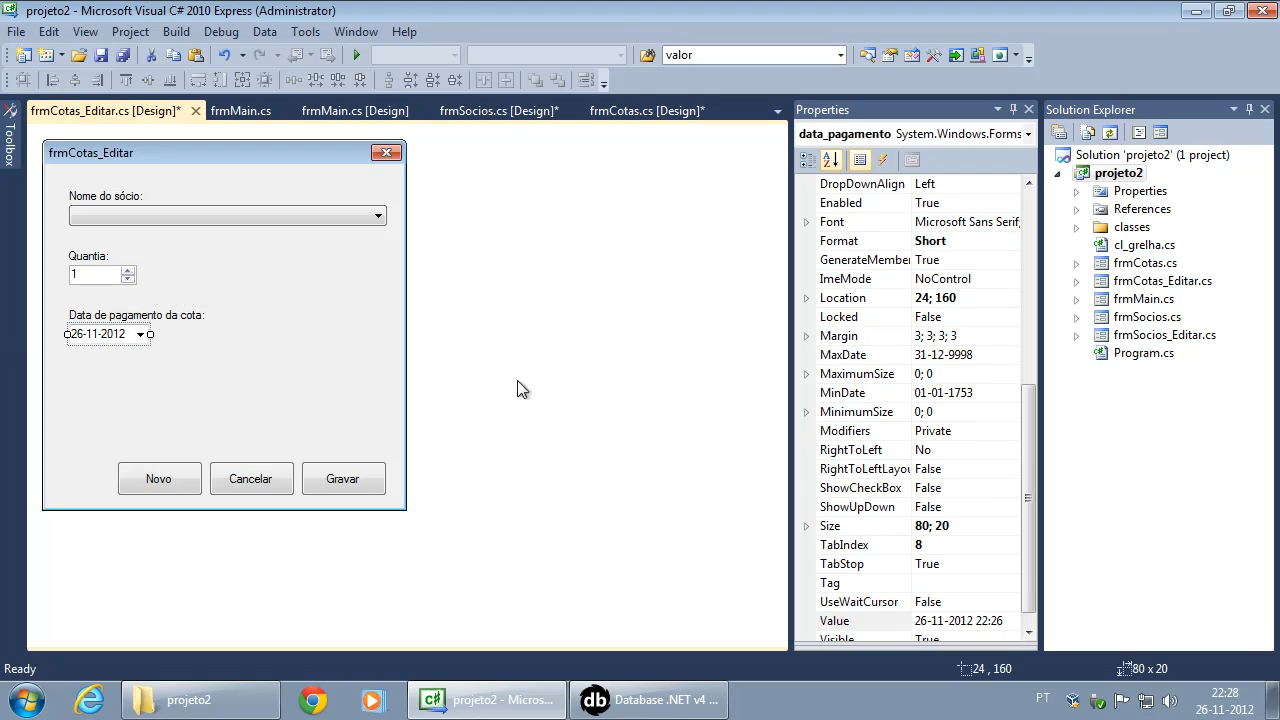 projeto2 - Microsoft Visual C# 2010 Express (Administrator)
File Edit View Project Build Debug Data Tools Window Help
valor
frmCotas_Editar.cs [Design]* frmMain.cs frmMain.cs [Design] frmSocios.cs [Design]* frmCotas.cs [Design]*
Toolbox
frmCotas_Editar
Nome do sócio:
Quantia:
1
Data de pagamento da cota:
26-11-2012
Novo Cancelar Gravar
Properties
data_pagamento System.Windows.Forms
DropDownAlign Left
Enabled True
Font Microsoft Sans Serif,
Format Short
GenerateMember True
ImeMode NoControl
Location 24; 160
Locked False
Margin 3; 3; 3; 3
MaxDate 31-12-9998
MaximumSize 0; 0
MinDate 01-01-1753
MinimumSize 0; 0
Modifiers Private
RightToLeft No
RightToLeftLayou False
ShowCheckBox False
ShowUpDown False
Size 80; 20
TabIndex 8
TabStop True
Tag
UseWaitCursor False
Value 26-11-2012 22:26
Visible True
Solution Explorer
Solution 'projeto2' (1 project)
projeto2
Properties
References
classes
cl_grelha.cs
frmCotas.cs
frmCotas_Editar.cs
frmMain.cs
frmSocios.cs
frmSocios_Editar.cs
Program.cs
Ready 24 , 160 80 x 20
projeto2 projeto2 - Micros... Database .NET v4 ... PT 22:28
26-11-2012